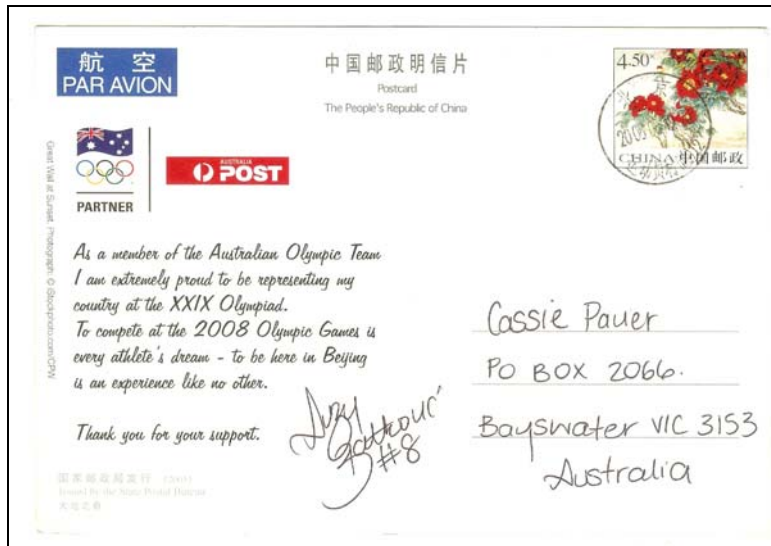 航 空
PAR AVION
中国邮政明信片
Postcard
The People's Republic of China
4.50元
CHINA 中国邮政
PARTNER
AUSTRALIA
POST
Great Wall at Sunset. Photograph: © iStockphoto.com/CPW
As a member of the Australian Olympic Team
I am extremely proud to be representing my
country at the XXIX Olympiad.
To compete at the 2008 Olympic Games is
every athlete's dream - to be here in Beijing
is an experience like no other.
Thank you for your support.
#8
Cassie Pauer
PO BOX 2066.
Bayswater VIC 3153
Australia
国家邮政局发行
Issued by the State Postal Bureau